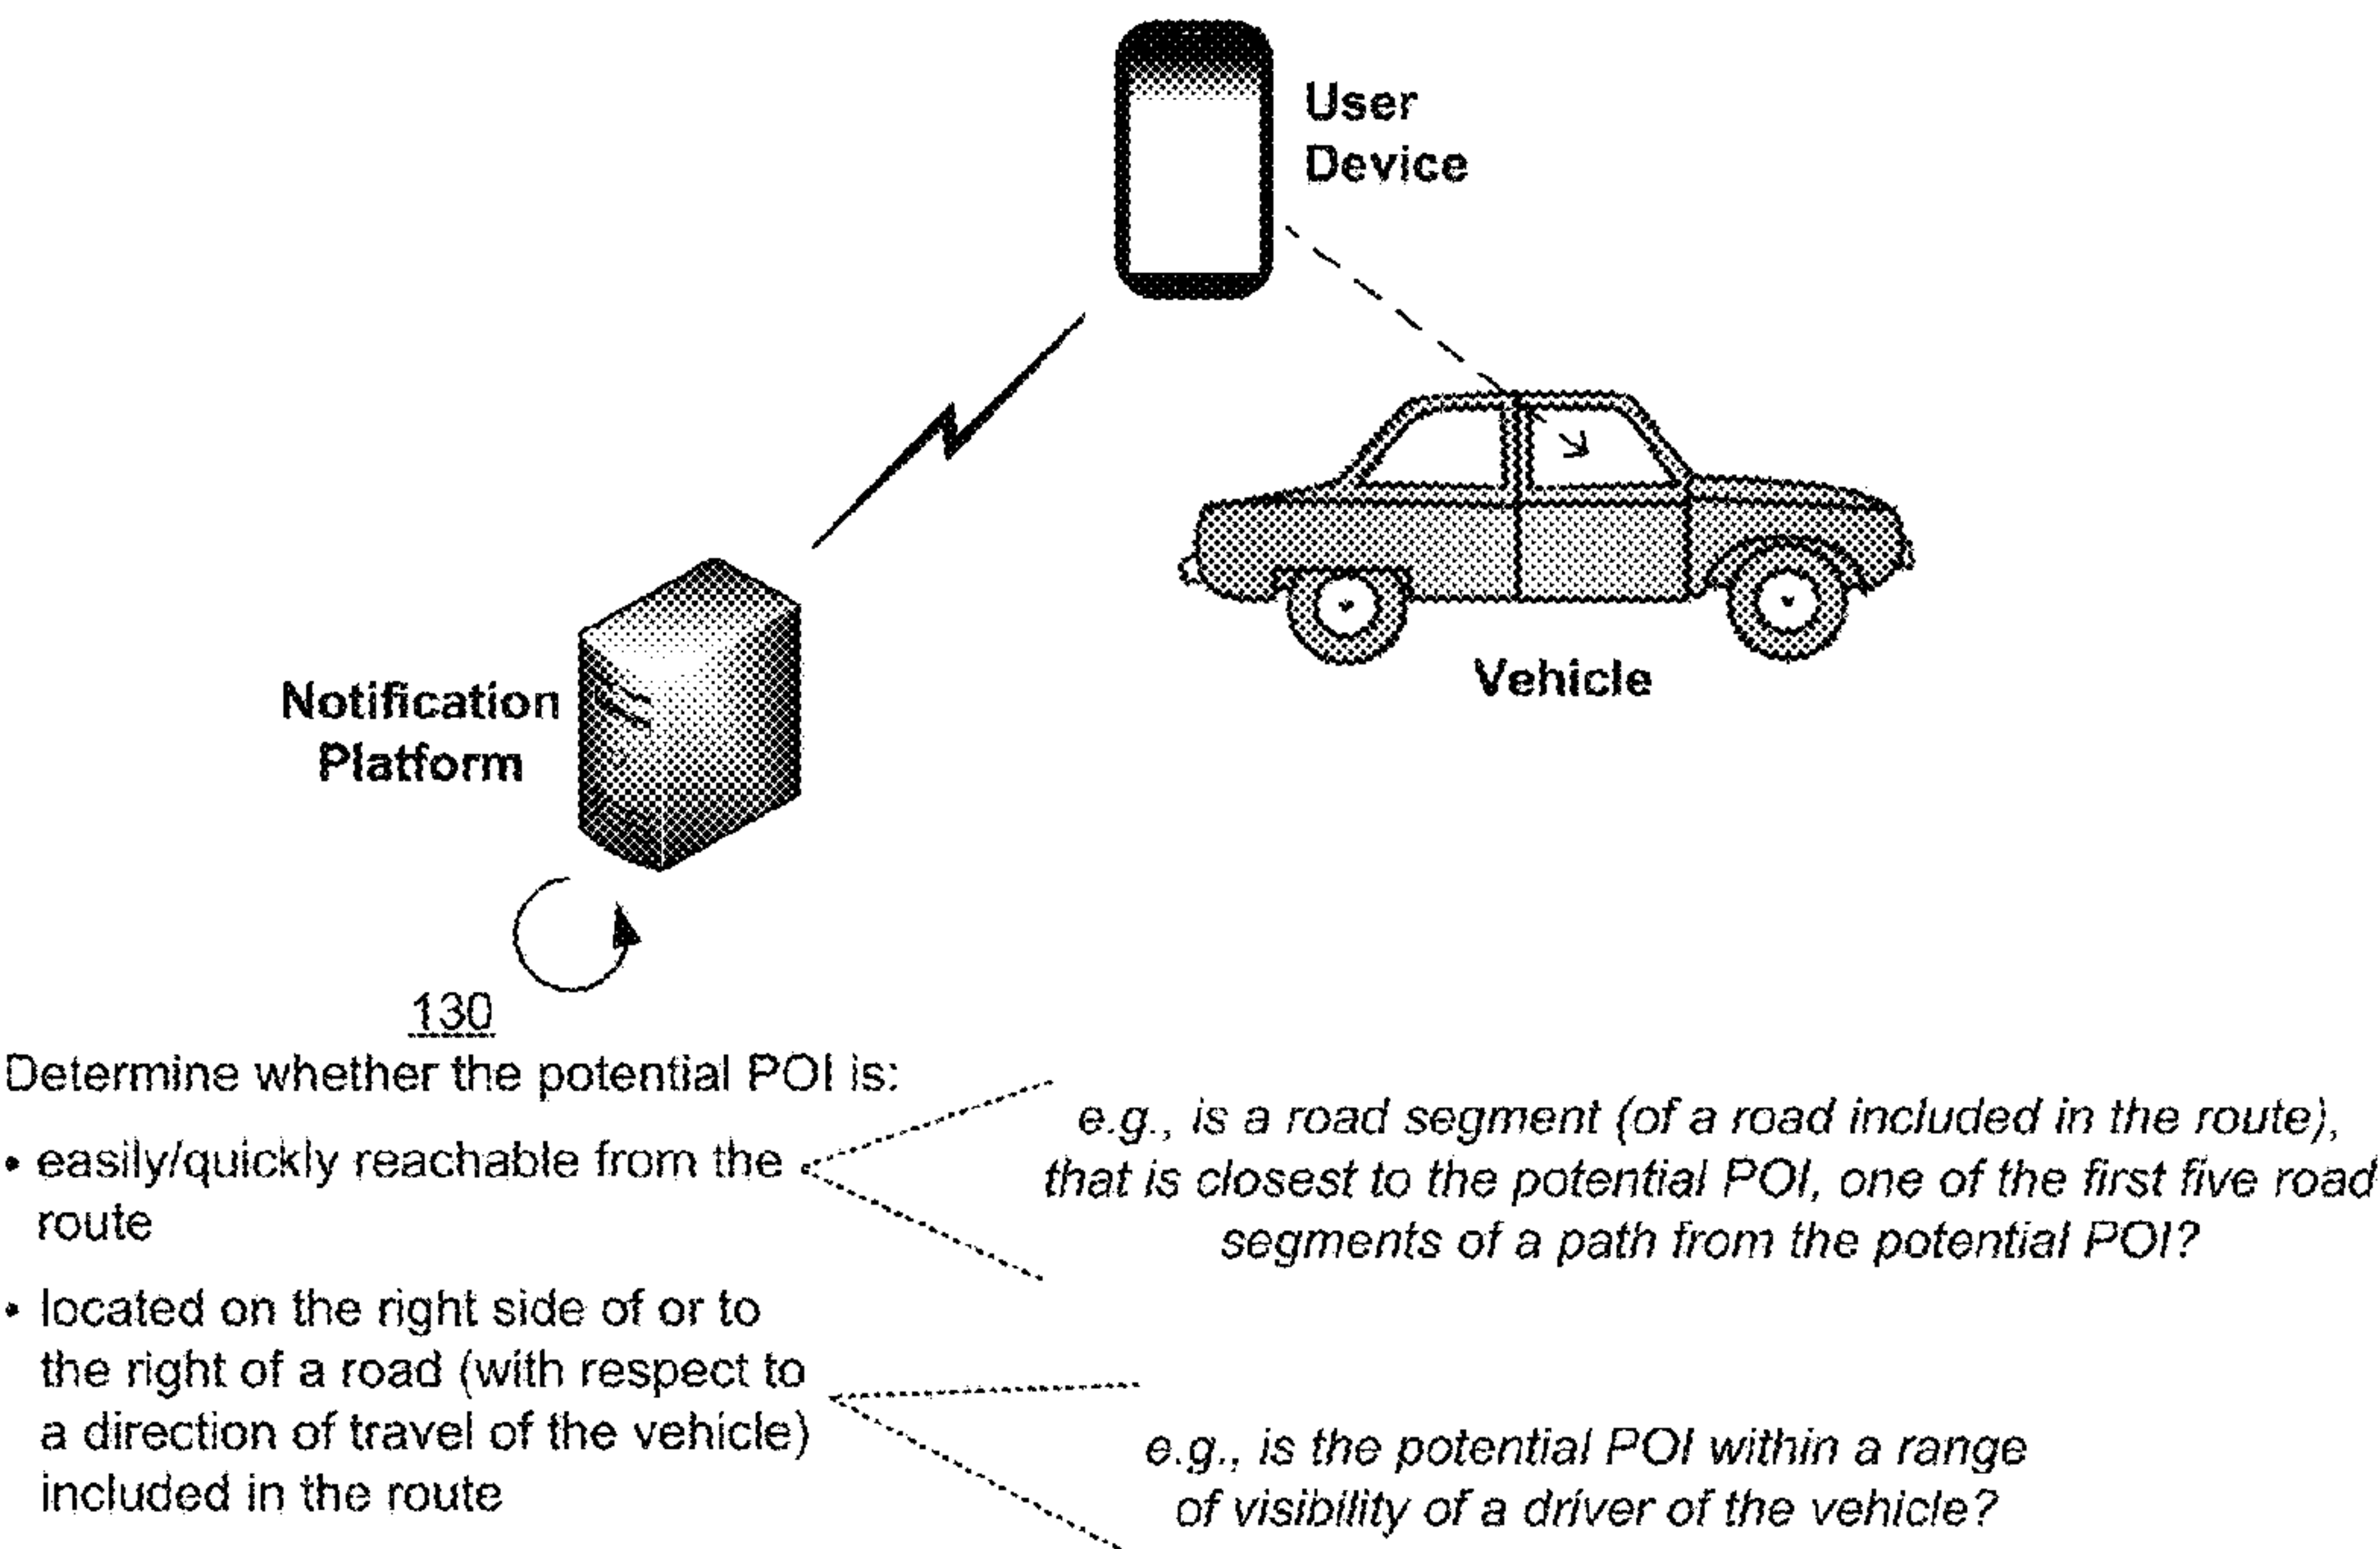 User
Device
Notification
Platform
Vehicle
130
Determine whether the potential POI is:
• easily/quickly reachable from the
route
e.g., is a road segment (of a road included in the route),
that is closest to the potential POI, one of the first five road
segments of a path from the potential POI?
• located on the right side of or to
the right of a road (with respect to
a direction of travel of the vehicle)
included in the route
e.g., is the potential POI within a range
of visibility of a driver of the vehicle?